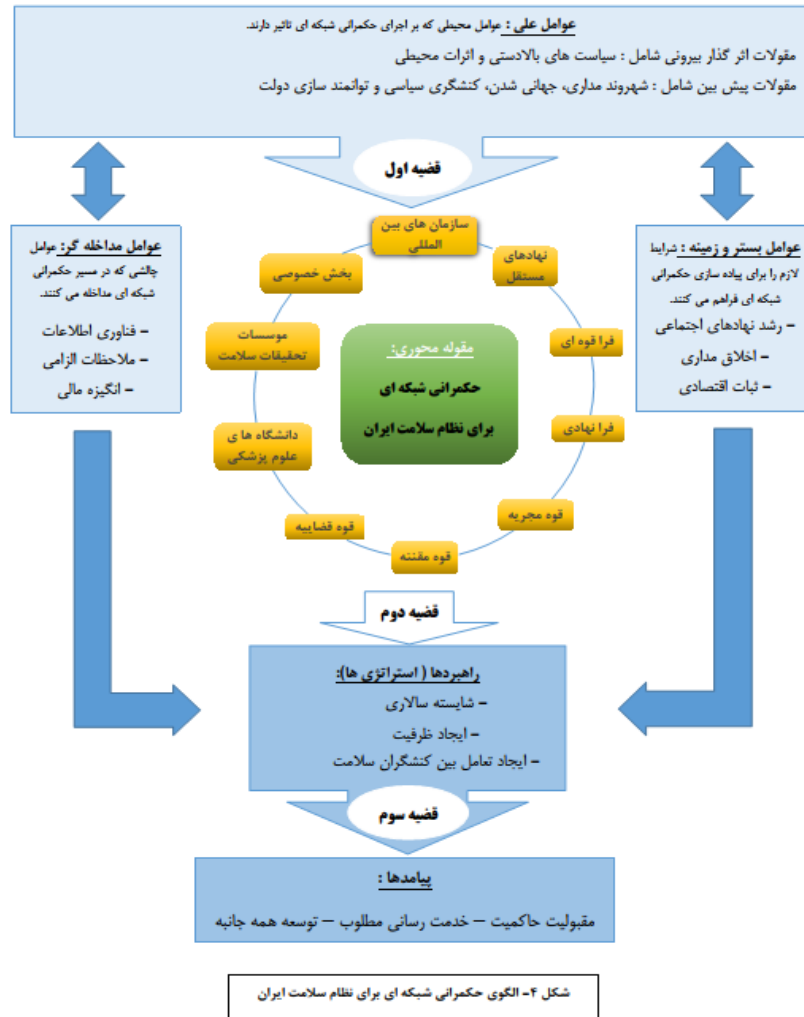 عوامل علی : عوامل محیطی که بر اجرای حکمرانی شبکه ای تاثیر دارند.
مقولات اثر گذار بیرونی شامل : سیاست های بالادستی و اثرات محیطی
مقولات پیش بین شامل : شهروند مداری، جهانی شدن، کنشگری سیاسی و توانمند سازی دولت
قضیه اول
عوامل بستر و زمینه : شرایط
لازم را برای پیاده سازی حکمرانی
شبکه ای فراهم می کنند.
– رشد نهادهای اجتماعی
– اخلاق مداری
– ثبات اقتصادی
سازمان های بین
المللی
نهادهای
مستقل
فرا قوه ای
فرا نهادی
قوه مجریه
قوه مقننه
قوه قضاییه
دانشگاه ها ی
علوم پزشکی
موسسات
تحقیقات سلامت
بخش خصوصی
مقوله محوری:
حکمرانی شبکه ای
برای نظام سلامت ایران
عوامل مداخله گر: عوامل
چالشی که در مسیر حکمرانی
شبکه ای مداخله می کنند.
– فناوری اطلاعات
– ملاحظات الزامی
– انگیزه مالی
قضیه دوم
راهبردها ( استراتژی ها):
– شایسته سالاری
– ایجاد ظرفیت
– ایجاد تعامل بین کنشگران سلامت
قضیه سوم
پیامدها :
مقبولیت حاکمیت – خدمت رسانی مطلوب – توسعه همه جانبه
شکل ۴- الگوی حکمرانی شبکه ای برای نظام سلامت ایران